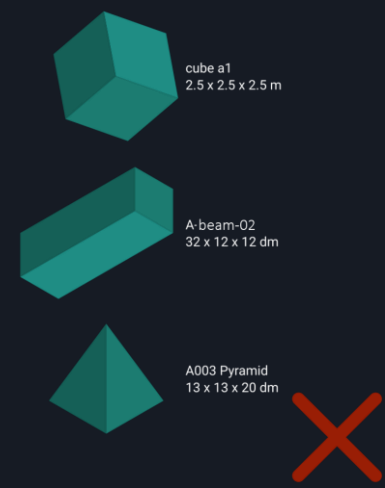 cube a1
2.5 x 2.5 x 2.5 m
A-beam-02
32 x 12 x 12 dm
A003 Pyramid
13 x 13 x 20 dm